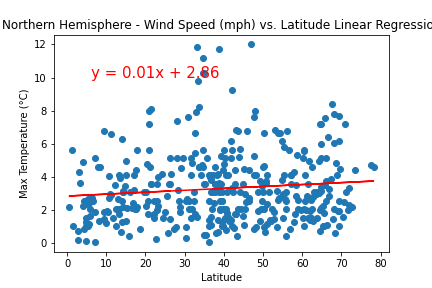 Northern Hemisphere - Wind Speed (mph) vs. Latitude Linear Regressio
y = 0.01x + 2.86
Max Temperature (°C)
12
10
8
6
4
2
0
0 10 20 30 40 50 60 70 80
Latitude